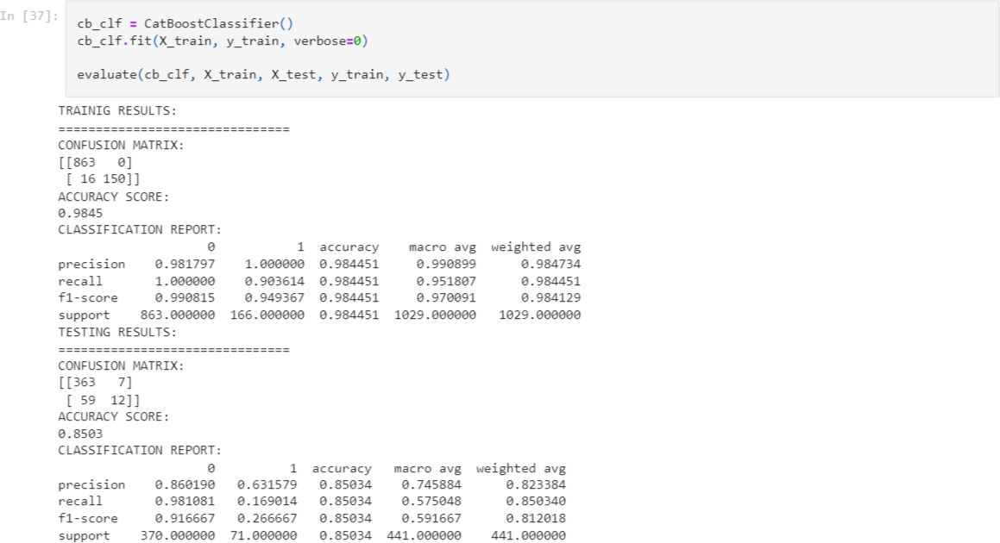 In [37]:
cb_clf = CatBoostClassifier()
cb_clf.fit(X_train, y_train, verbose=0)
evaluate(cb_clf, X_train, X_test, y_train, y_test)
TRAINIG RESULTS:
===============================
CONFUSION MATRIX:
[[863   0]
 [ 16 150]]
ACCURACY SCORE:
0.9845
CLASSIFICATION REPORT:
                    0           1  accuracy    macro avg  weighted avg
precision    0.981797    1.000000  0.984451     0.990899      0.984734
recall       1.000000    0.903614  0.984451     0.951807      0.984451
f1-score     0.990815    0.949367  0.984451     0.970091      0.984129
support    863.000000  166.000000  0.984451  1029.000000   1029.000000
TESTING RESULTS:
===============================
CONFUSION MATRIX:
[[363   7]
 [ 59  12]]
ACCURACY SCORE:
0.8503
CLASSIFICATION REPORT:
                    0          1  accuracy   macro avg  weighted avg
precision    0.860190   0.631579   0.85034    0.745884      0.823384
recall       0.981081   0.169014   0.85034    0.575048      0.850340
f1-score     0.916667   0.266667   0.85034    0.591667      0.812018
support    370.000000  71.000000   0.85034  441.000000    441.000000